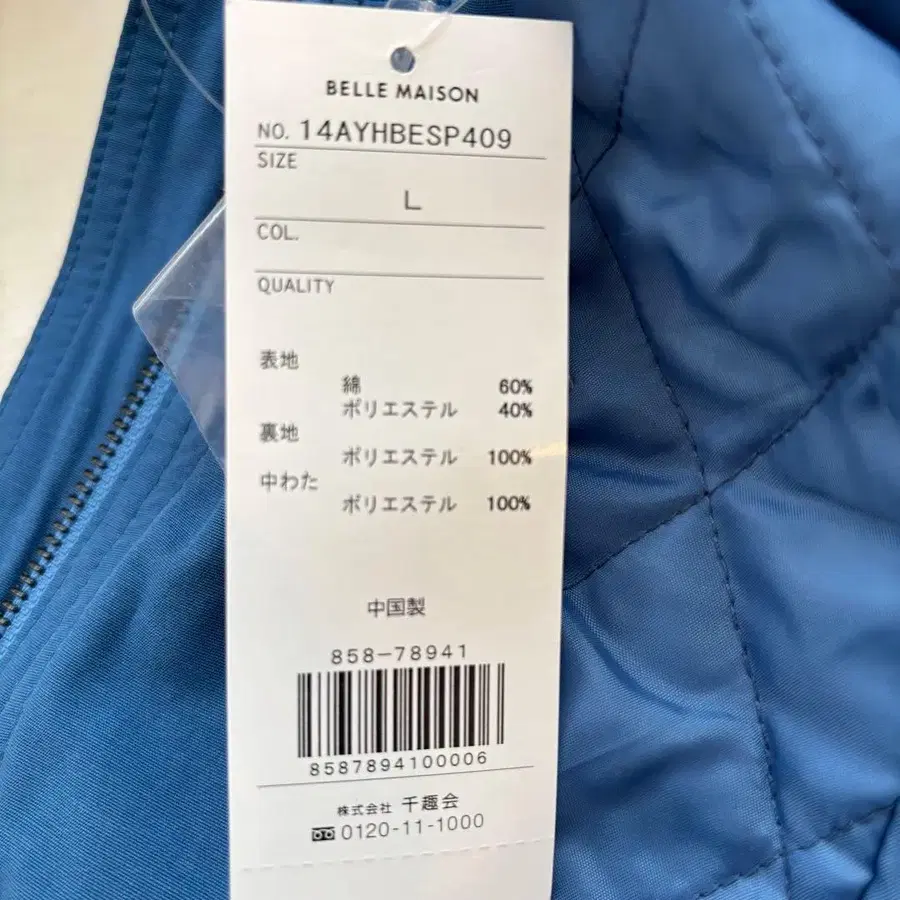 BELLE MAISON
NO. 14AYHBESP409
SIZE
L
COL.
QUALITY
表地
綿 60%
ポリエステル 40%
裏地
ポリエステル 100%
中わた
ポリエステル 100%
中国製
858-78941
8587894100006
株式会社 千趣会
0120-11-1000